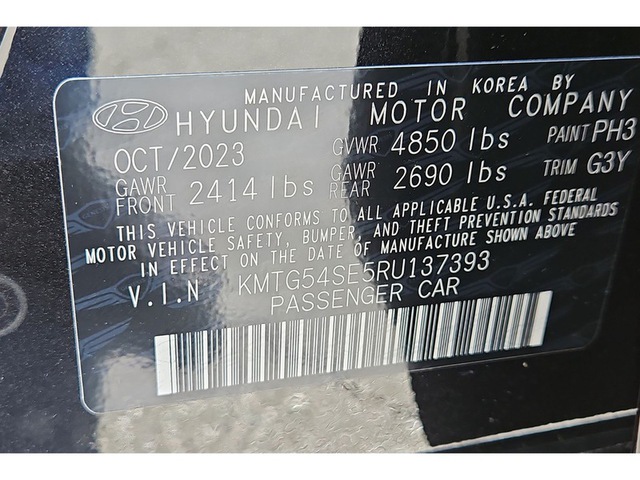 MANUFACTURED IN KOREA BY
HYUNDAI MOTOR COMPANY
OCT/2023 GVWR 4850 lbs PAINT PH3
GAWR FRONT 2414 lbs GAWR REAR 2690 lbs TRIM G3Y
THIS VEHICLE CONFORMS TO ALL APPLICABLE U.S.A. FEDERAL
MOTOR VEHICLE SAFETY, BUMPER, AND THEFT PREVENTION STANDARDS
IN EFFECT ON THE DATE OF MANUFACTURE SHOWN ABOVE
V.I.N KMTG54SE5RU137393
PASSENGER CAR